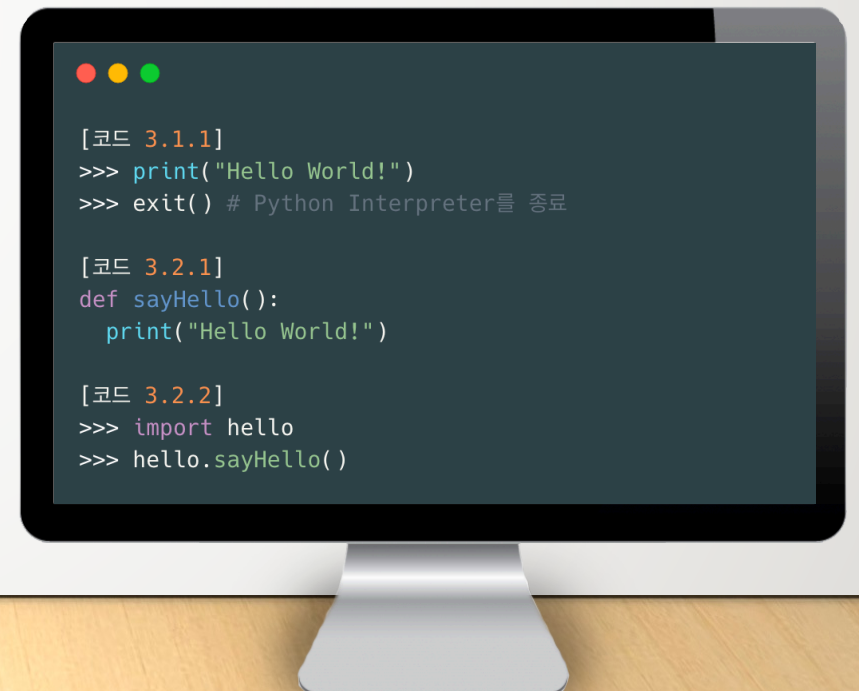 [코드 3.1.1]
>>> print("Hello World!")
>>> exit() # Python Interpreter를 종료
[코드 3.2.1]
def sayHello():
  print("Hello World!")
[코드 3.2.2]
>>> import hello
>>> hello.sayHello()